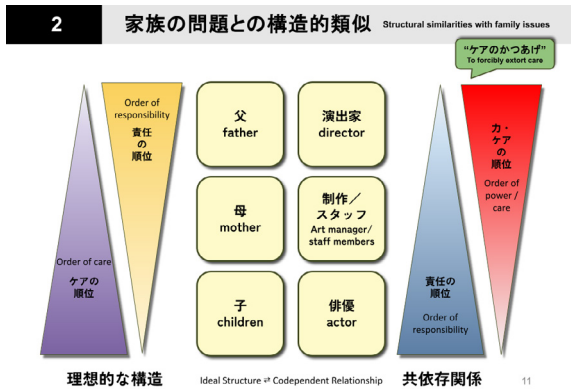 2
家族の問題との構造的類似
Structural similarities with family issues
“ケアのかつあげ”
To forcibly extort care
Order of
responsibility
責任
の
順位
Order of care
ケアの
順位
父
father
演出家
director
母
mother
制作／
スタッフ
Art manager/
staff members
子
children
俳優
actor
力・
ケア
の
順位
Order of
power /
care
責任の
順位
Order of
responsibility
理想的な構造
Ideal Structure ⇄ Codependent Relationship
共依存関係
11